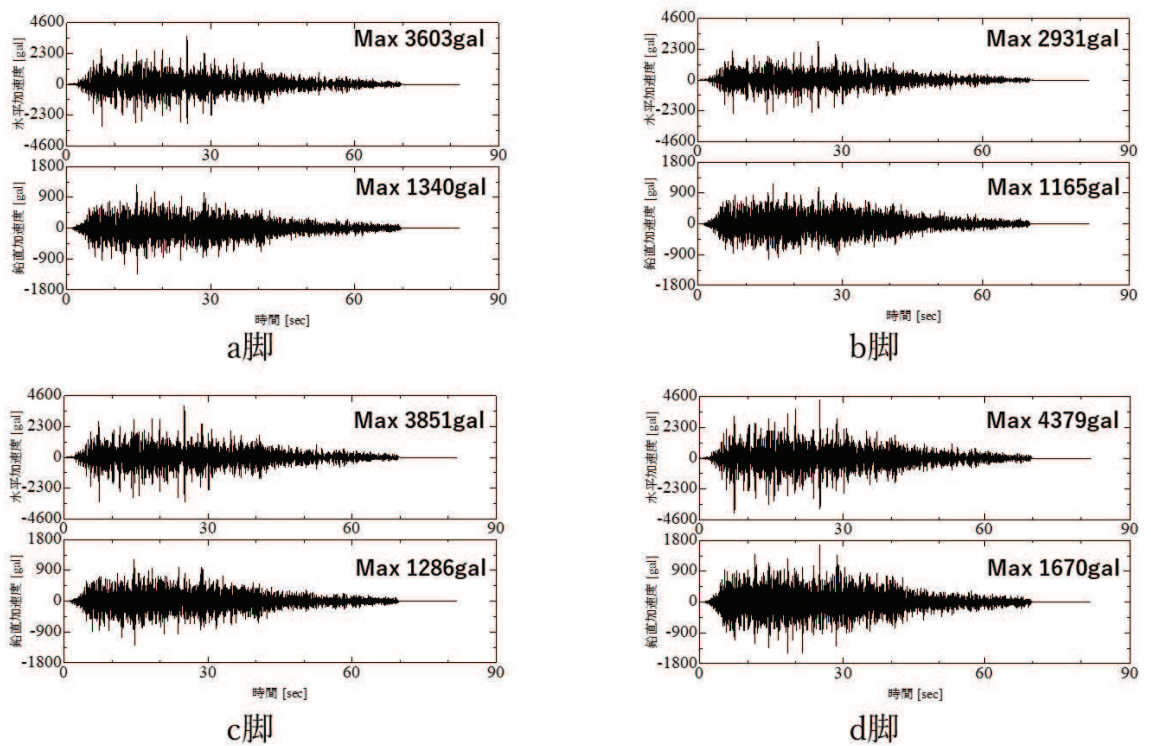 4600
2300
0
-2300
-4600
水平加速度 [gal]
Max 3603gal
0 30 60 90
1800
900
0
-900
-1800
鉛直加速度 [gal]
Max 1340gal
0 30 60 90
時間 [sec]
a脚
4600
2300
0
-2300
-4600
水平加速度 [gal]
Max 2931gal
0 30 60 90
1800
900
0
-900
-1800
鉛直加速度 [gal]
Max 1165gal
0 30 60 90
時間 [sec]
b脚
4600
2300
0
-2300
-4600
水平加速度 [gal]
Max 3851gal
0 30 60 90
1800
900
0
-900
-1800
鉛直加速度 [gal]
Max 1286gal
0 30 60 90
時間 [sec]
c脚
4600
2300
0
-2300
-4600
水平加速度 [gal]
Max 4379gal
0 30 60 90
1800
900
0
-900
-1800
鉛直加速度 [gal]
Max 1670gal
0 30 60 90
時間 [sec]
d脚